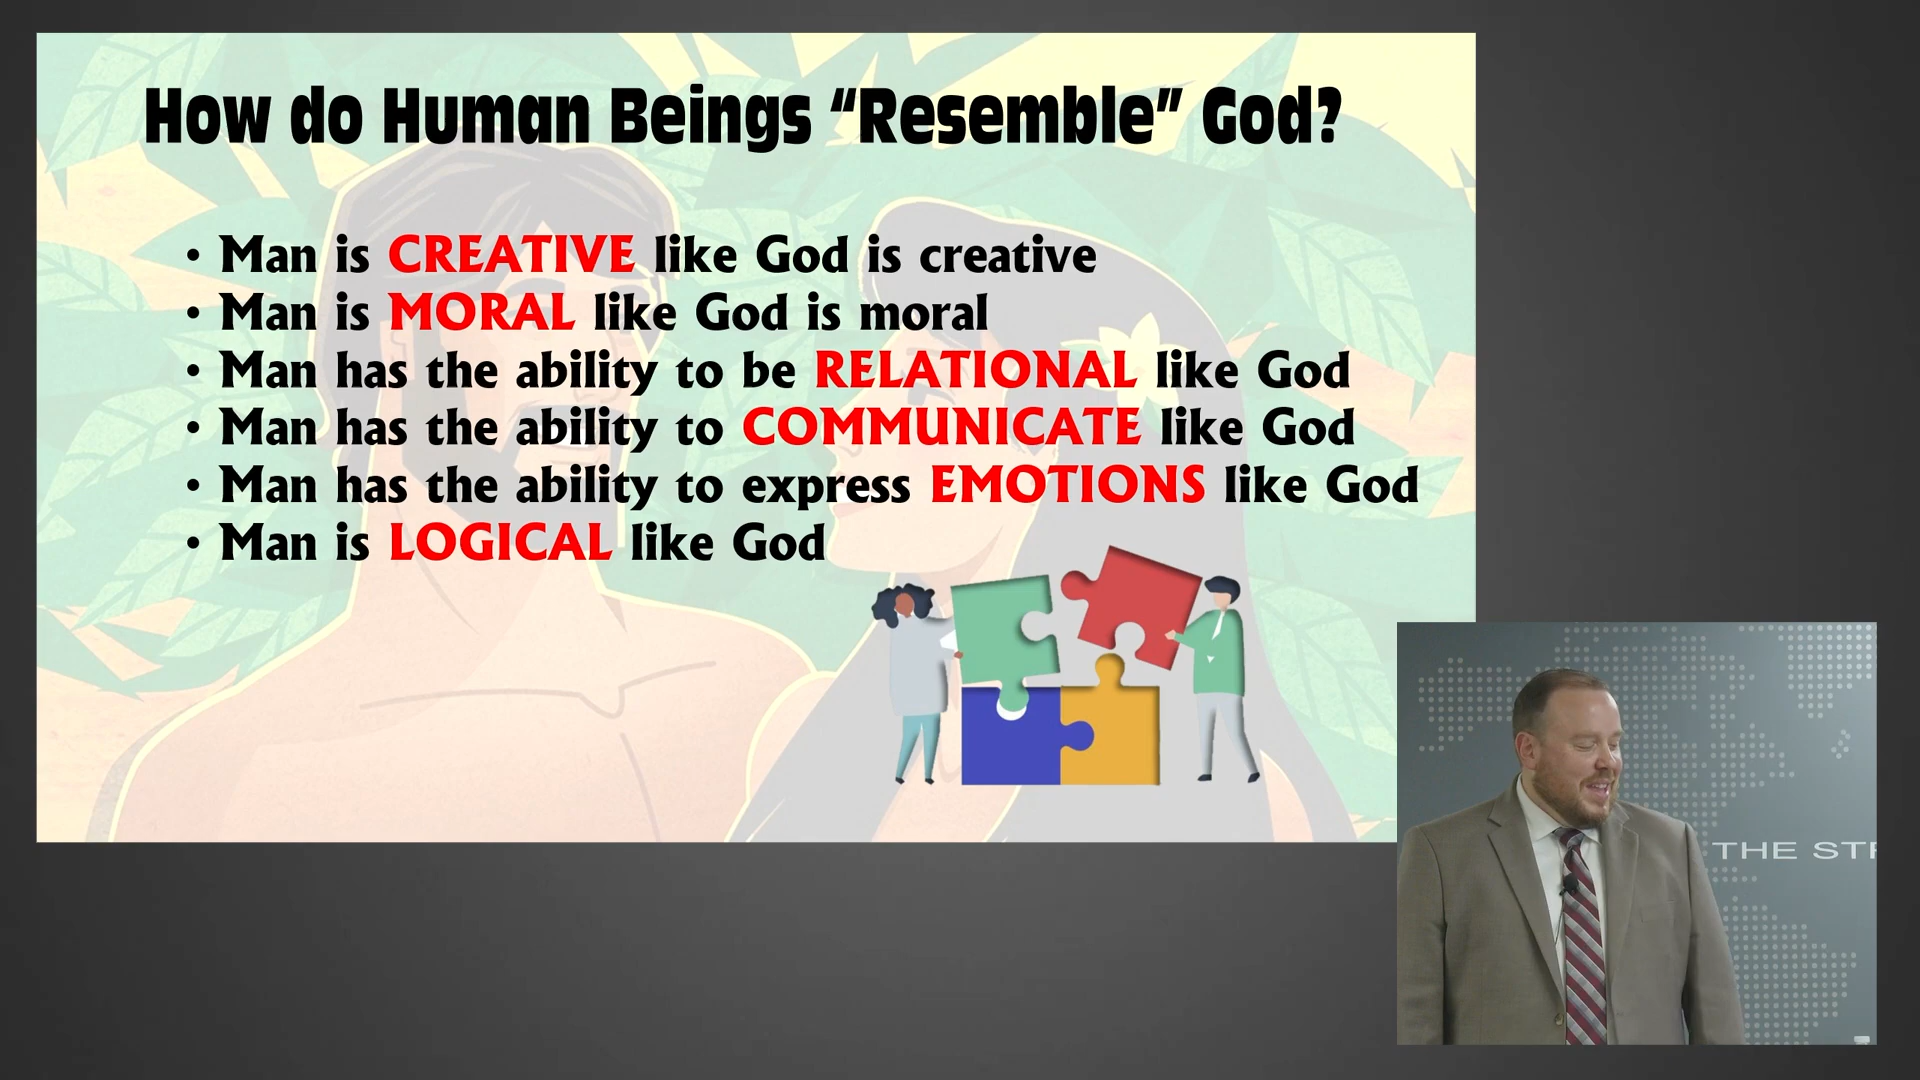 How do Human Beings “Resemble” God?
• Man is CREATIVE like God is creative
• Man is MORAL like God is moral
• Man has the ability to be RELATIONAL like God
• Man has the ability to COMMUNICATE like God
• Man has the ability to express EMOTIONS like God
• Man is LOGICAL like God
THE STR